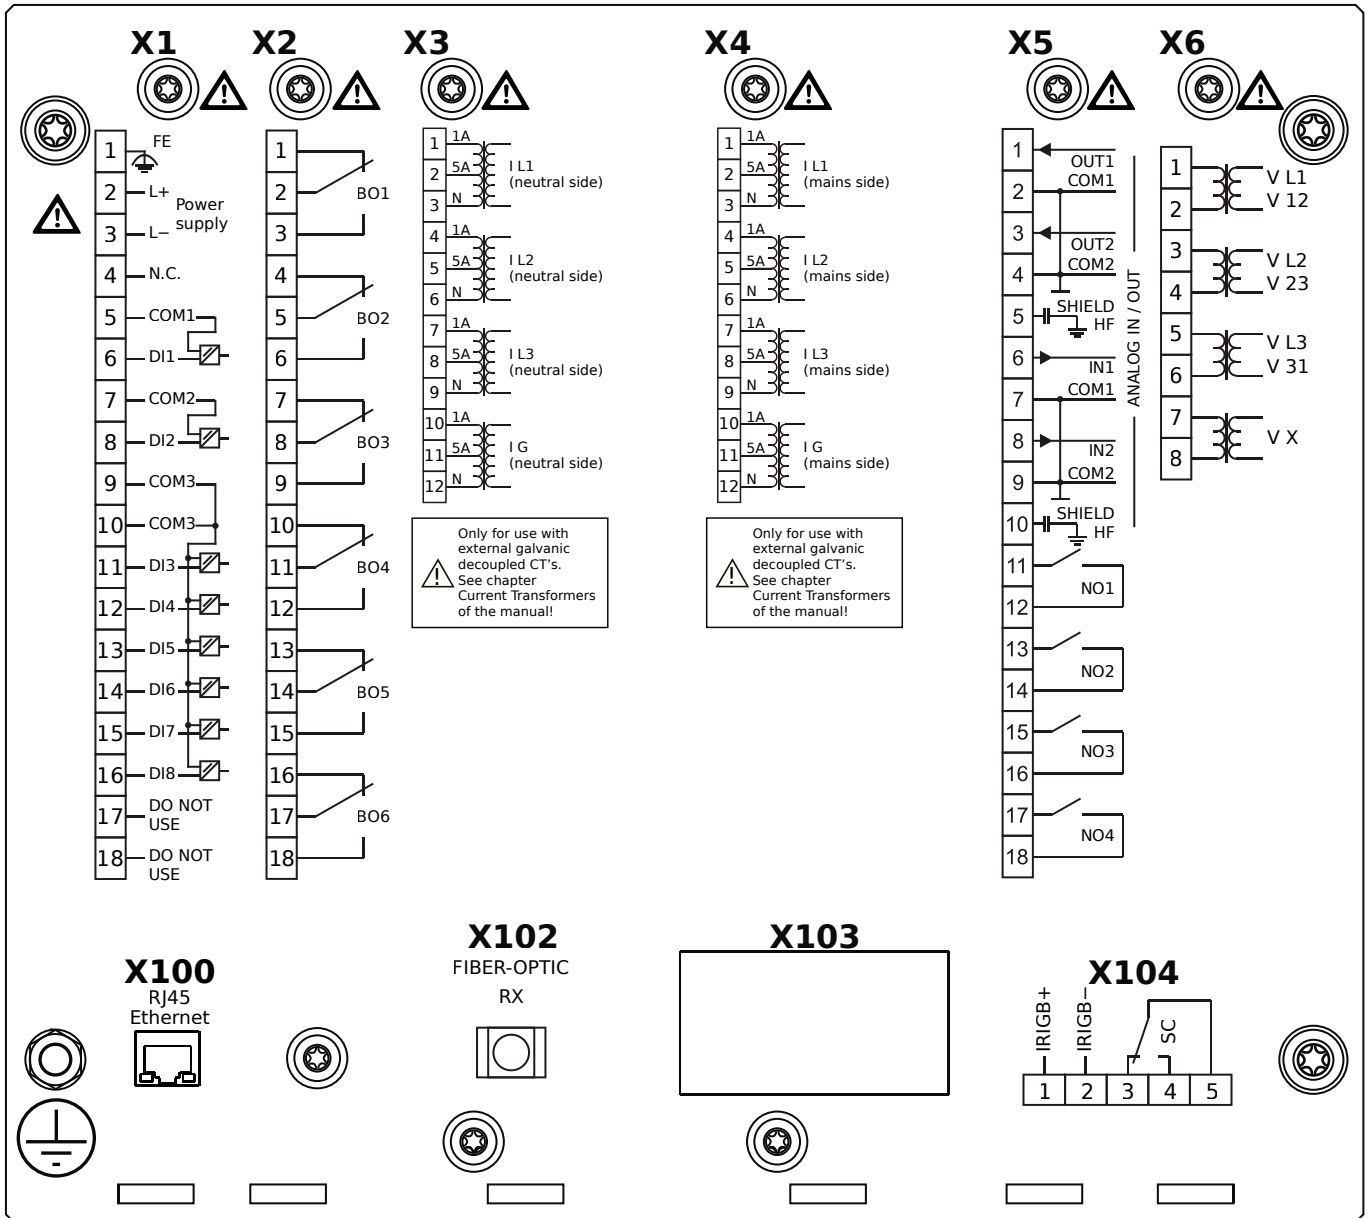 X1
X2
X3
X4
X5
X6
1
FE
2
L+
Power
supply
3
L−
4
N.C.
5
COM1
6
DI1
7
COM2
8
DI2
9
COM3
10
COM3
11
DI3
12
DI4
13
DI5
14
DI6
15
DI7
16
DI8
17
DO NOT
USE
18
DO NOT
USE
1
2
BO1
3
4
5
BO2
6
7
8
BO3
9
10
11
BO4
12
13
14
BO5
15
16
17
BO6
18
1
1A
2
5A
3
N
I L1
(neutral side)
4
1A
5
5A
6
N
I L2
(neutral side)
7
1A
8
5A
9
N
I L3
(neutral side)
10
1A
11
5A
12
N
I G
(neutral side)
Only for use with
external galvanic
decoupled CT’s.
See chapter
Current Transformers
of the manual!
1
1A
2
5A
3
N
I L1
(mains side)
4
1A
5
5A
6
N
I L2
(mains side)
7
1A
8
5A
9
N
I L3
(mains side)
10
1A
11
5A
12
N
I G
(mains side)
Only for use with
external galvanic
decoupled CT’s.
See chapter
Current Transformers
of the manual!
1
OUT1
2
COM1
3
OUT2
4
COM2
5
SHIELD
HF
6
IN1
7
COM1
8
IN2
9
COM2
10
SHIELD
HF
ANALOG IN / OUT
11
NO1
12
13
NO2
14
15
NO3
16
17
NO4
18
1
V L1
2
V 12
3
V L2
4
V 23
5
V L3
6
V 31
7
V X
8
X100
RJ45
Ethernet
X102
FIBER-OPTIC
RX
X103
X104
IRIGB+
IRIGB−
SC
1
2
3
4
5